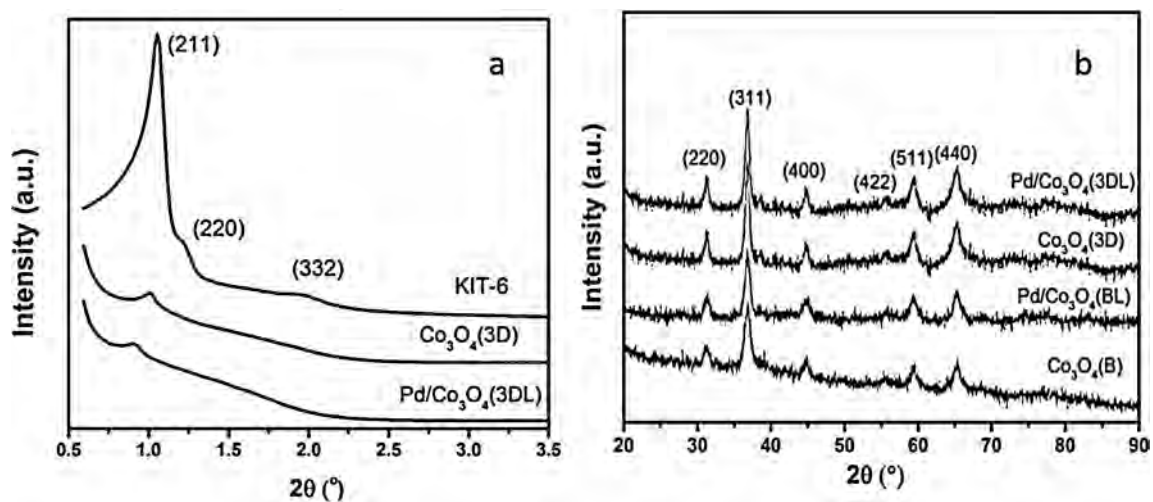 a
(211)
(220)
(332)
KIT-6
Co₃O₄(3D)
Pd/Co₃O₄(3DL)
Intensity (a.u.)
0.5 1.0 1.5 2.0 2.5 3.0 3.5
2θ (°)
b
(311)
(220)
(400)
(422)
(511)
(440)
Pd/Co₃O₄(3DL)
Co₃O₄(3D)
Pd/Co₃O₄(BL)
Co₃O₄(B)
Intensity (a.u.)
20 30 40 50 60 70 80 90
2θ (°)